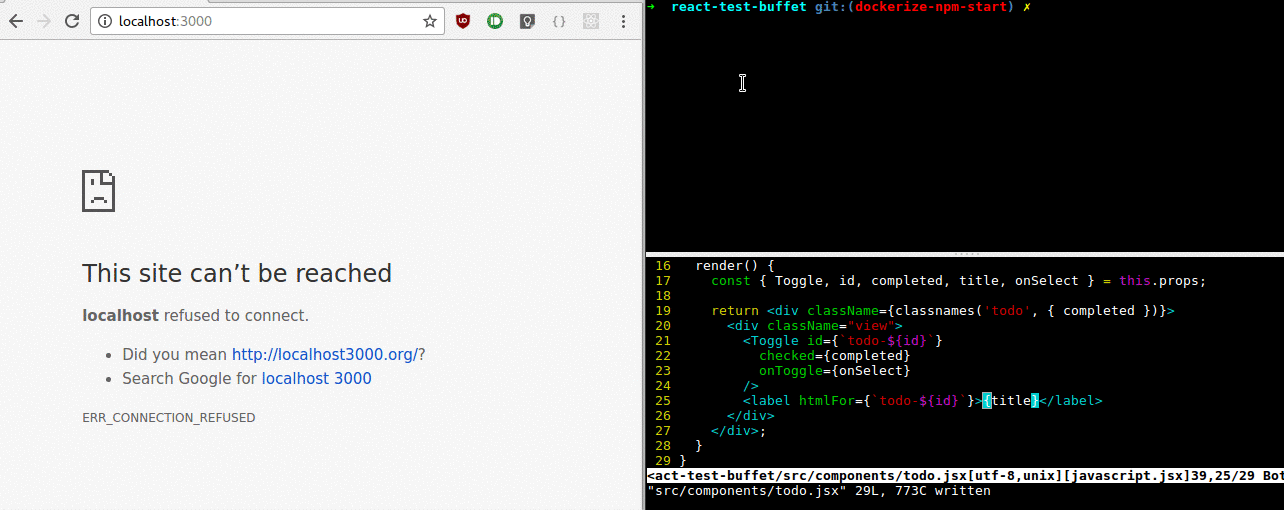 localhost:3000
This site can’t be reached
localhost refused to connect.
• Did you mean http://localhost3000.org/?
• Search Google for localhost 3000
ERR_CONNECTION_REFUSED
➜ react-test-buffet git:(dockerize-npm-start) ✗
16   render() {
17     const { Toggle, id, completed, title, onSelect } = this.props;
18
19     return <div className={classnames('todo', { completed })}>
20       <div className="view">
21         <Toggle id={`todo-${id}`}
22           checked={completed}
23           onToggle={onSelect}
24         />
25         <label htmlFor={`todo-${id}`}>{title}</label>
26       </div>
27     </div>;
28   }
29 }
<act-test-buffet/src/components/todo.jsx[utf-8,unix][javascript.jsx]39,25/29 Bot
"src/components/todo.jsx" 29L, 773C written